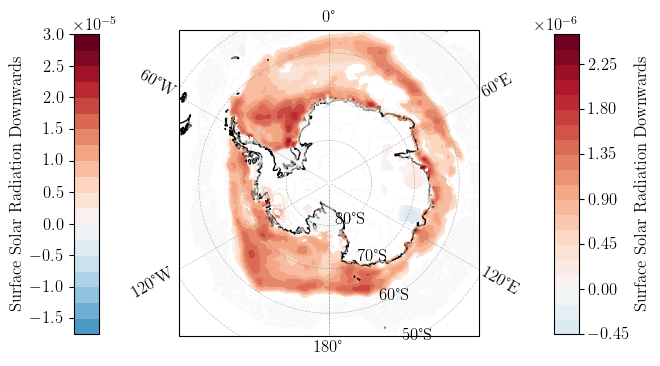 ×10⁻⁵
3.0
2.5
2.0
1.5
1.0
0.5
0.0
−0.5
−1.0
−1.5
Surface Solar Radiation Downwards
0°
60°W
60°E
120°W
120°E
180°
80°S
70°S
60°S
50°S
×10⁻⁶
2.25
1.80
1.35
0.90
0.45
0.00
−0.45
Surface Solar Radiation Downwards